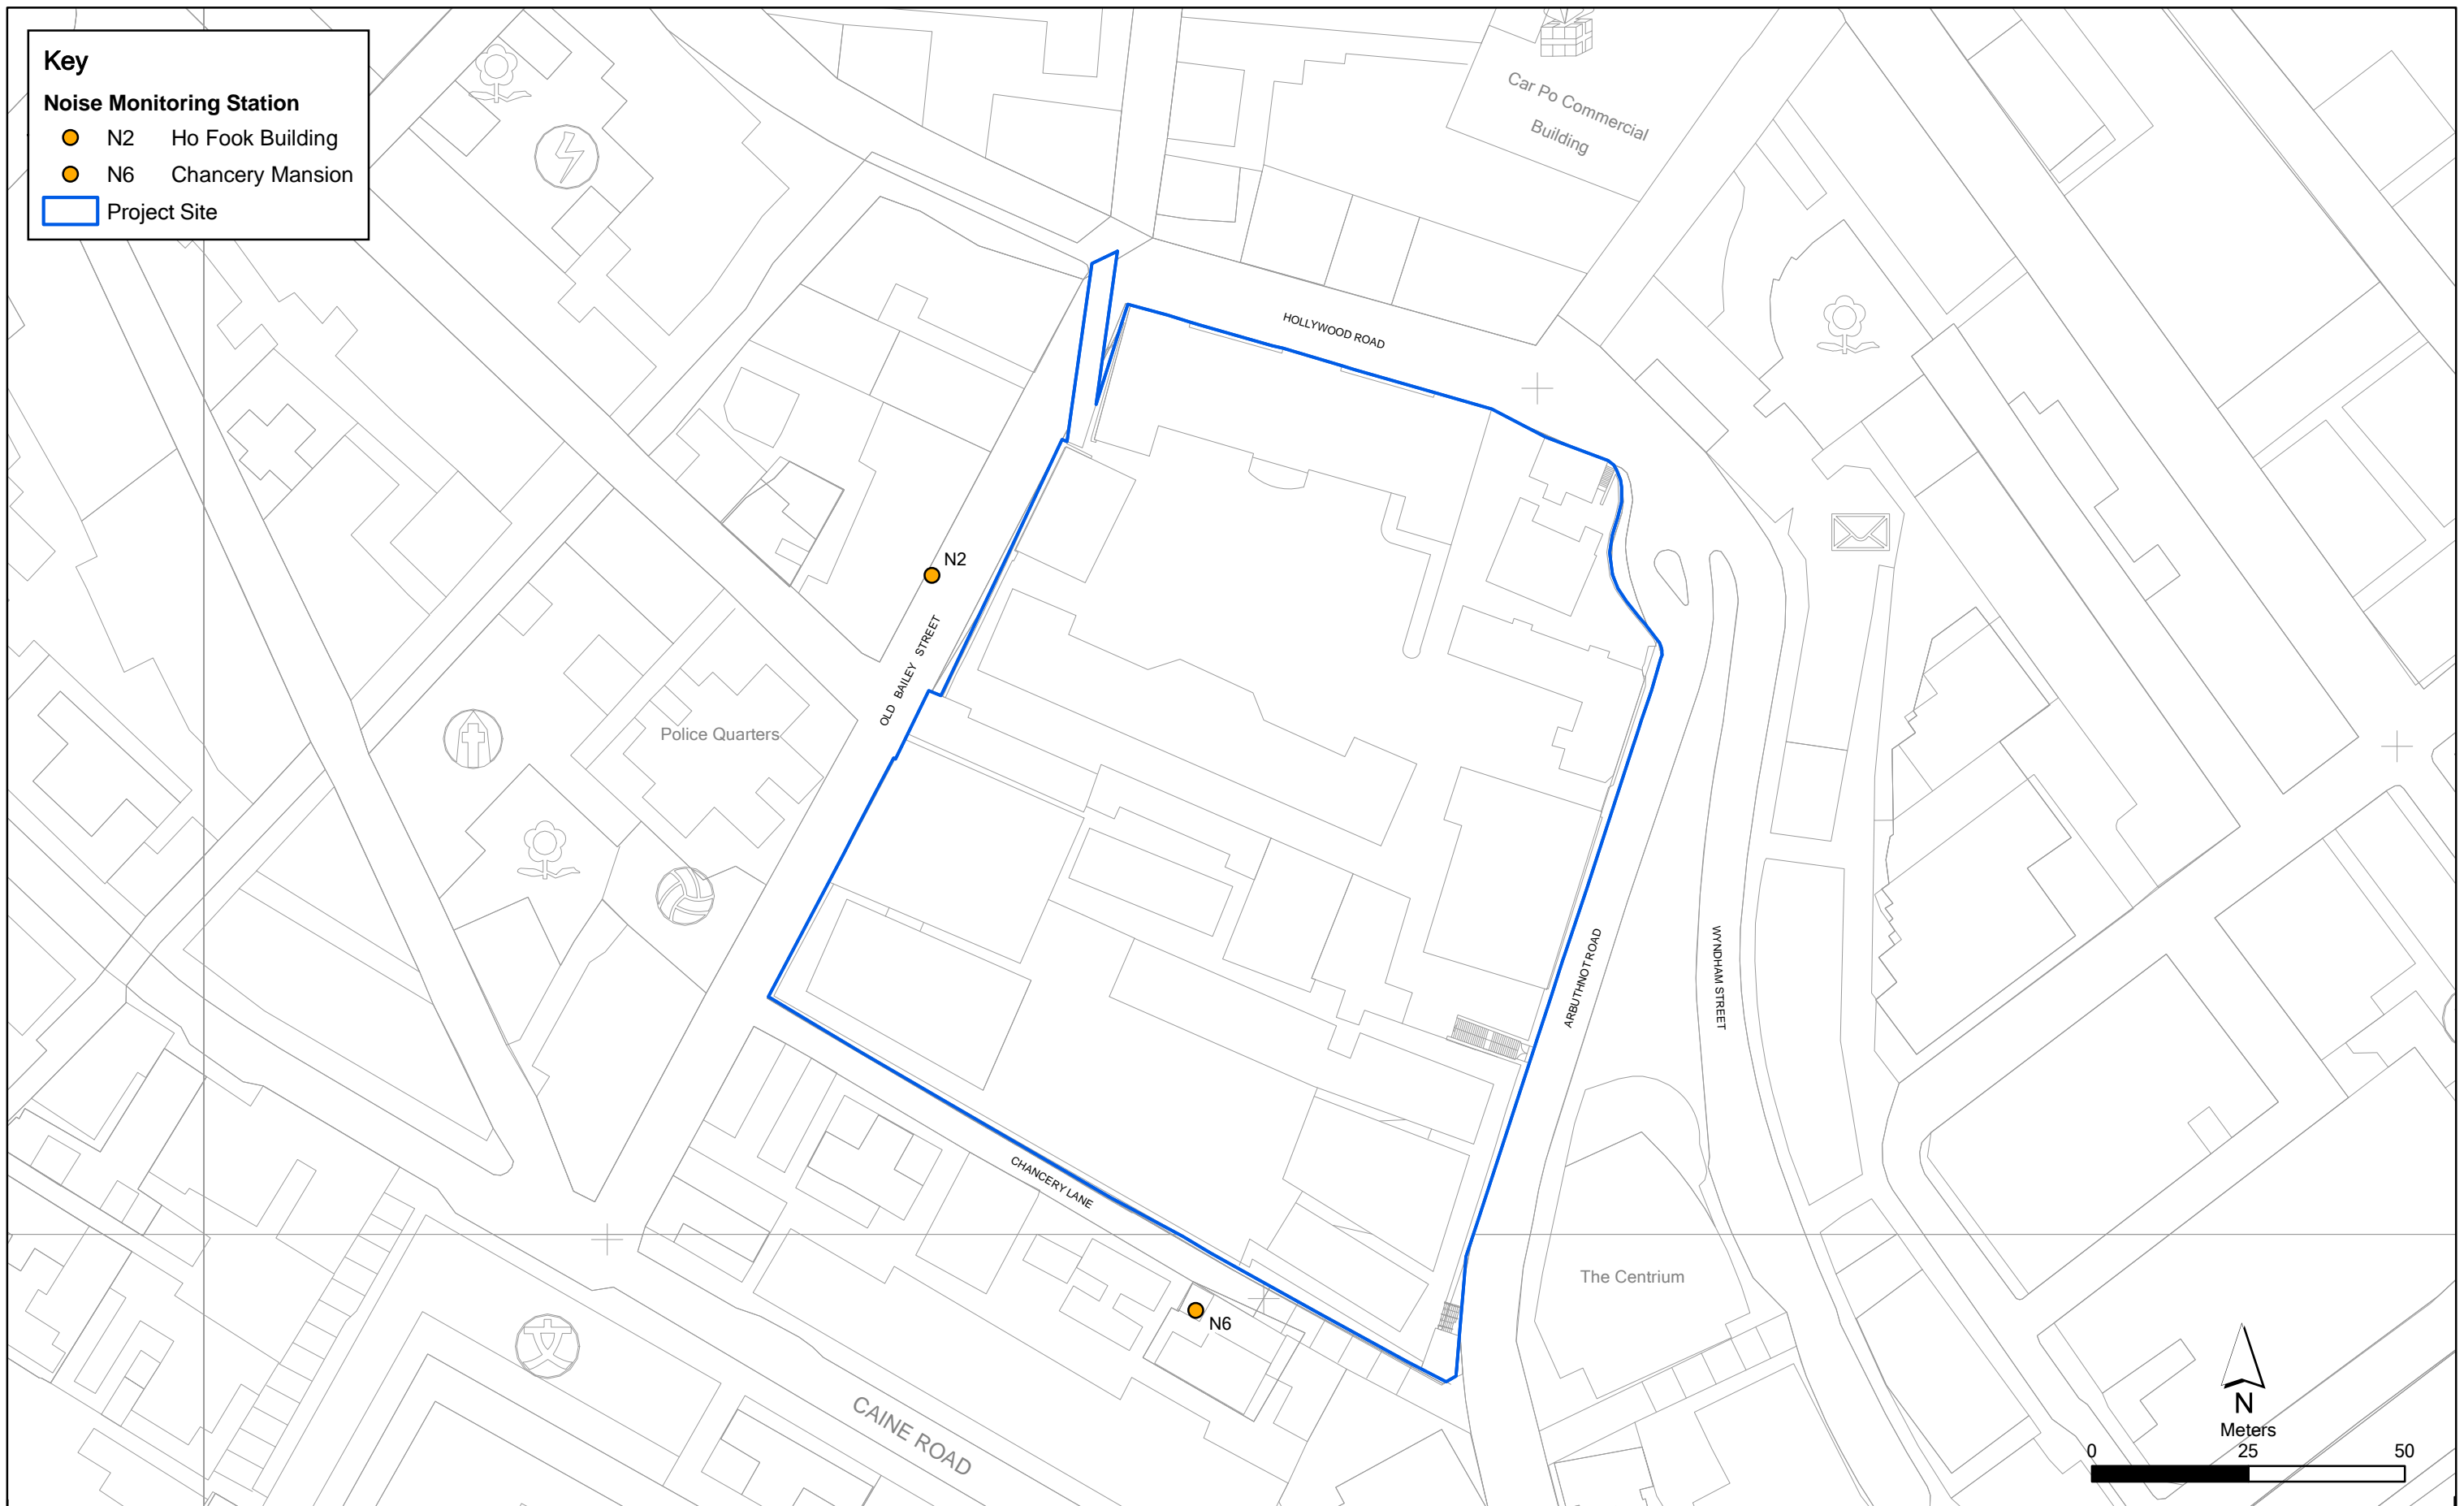 Key
Noise Monitoring Station
N2 Ho Fook Building
N6 Chancery Mansion
Project Site
Car Po Commercial
Building
HOLLYWOOD ROAD
N2
OLD BAILEY STREET
Police Quarters
ARBUTHNOT ROAD
WYNDHAM STREET
CHANCERY LANE
The Centrium
N6
CAINE ROAD
N
Meters
0 25 50
文